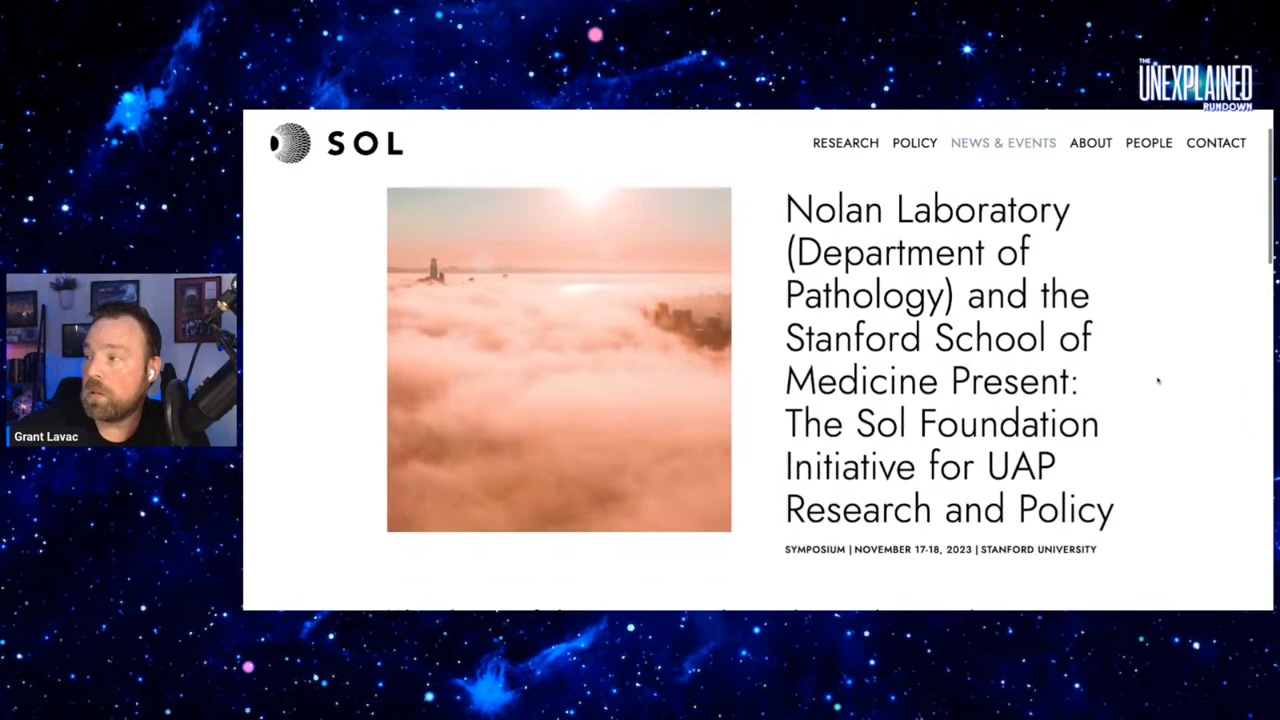 THE
UNEXPLAINED
RUNDOWN
SOL
RESEARCH POLICY NEWS & EVENTS ABOUT PEOPLE CONTACT
Nolan Laboratory
(Department of
Pathology) and the
Stanford School of
Medicine Present:
The Sol Foundation
Initiative for UAP
Research and Policy
SYMPOSIUM | NOVEMBER 17-18, 2023 | STANFORD UNIVERSITY
Grant Lavac